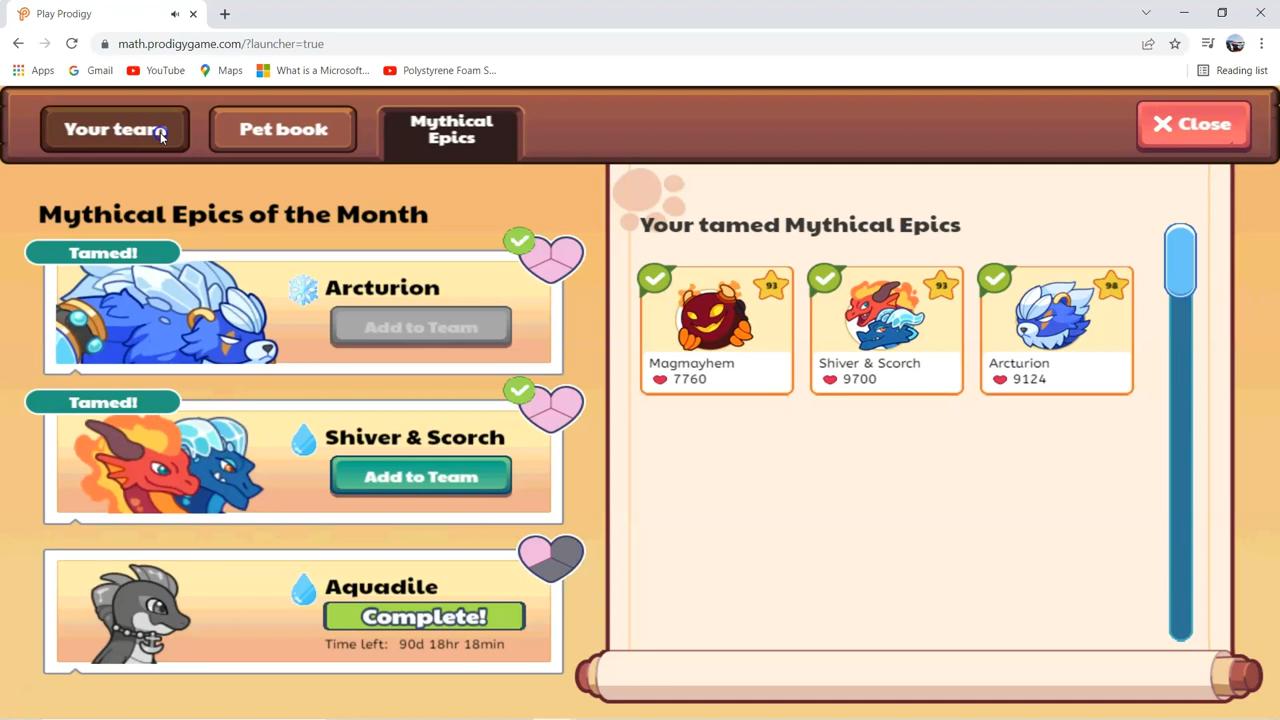 Play Prodigy
math.prodigygame.com/?launcher=true
Apps
Gmail
YouTube
Maps
What is a Microsoft...
Polystyrene Foam S...
Reading list
Your team
Pet book
Mythical
Epics
Close
Mythical Epics of the Month
Tamed!
Arcturion
Add to Team
Tamed!
Shiver & Scorch
Add to Team
Aquadile
Complete!
Time left: 90d 18hr 18min
Your tamed Mythical Epics
93
Magmayhem
7760
93
Shiver & Scorch
9700
98
Arcturion
9124